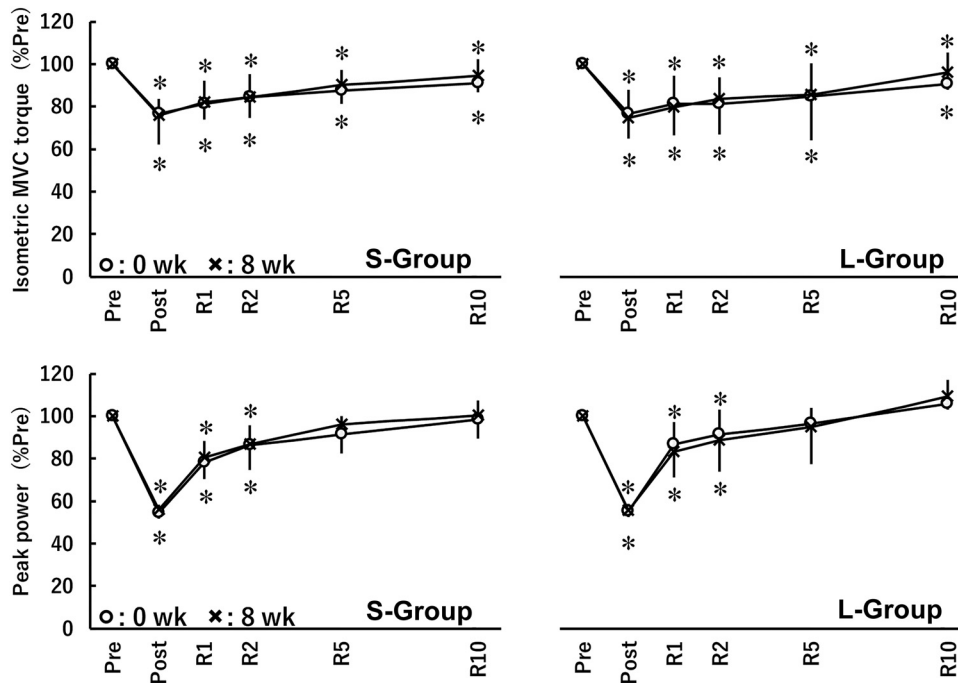 Isometric MVC torque (%Pre)
120
100
80
60
40
20
0
* * * * *
* * * * *
o : 0 wk × : 8 wk
S-Group
Pre Post R1 R2 R5 R10
* * * * *
* * * * *
L-Group
Pre Post R1 R2 R5 R10
Peak power (%Pre)
120
100
80
60
40
20
0
* * *
* * *
o : 0 wk × : 8 wk
S-Group
Pre Post R1 R2 R5 R10
* * *
* * *
L-Group
Pre Post R1 R2 R5 R10